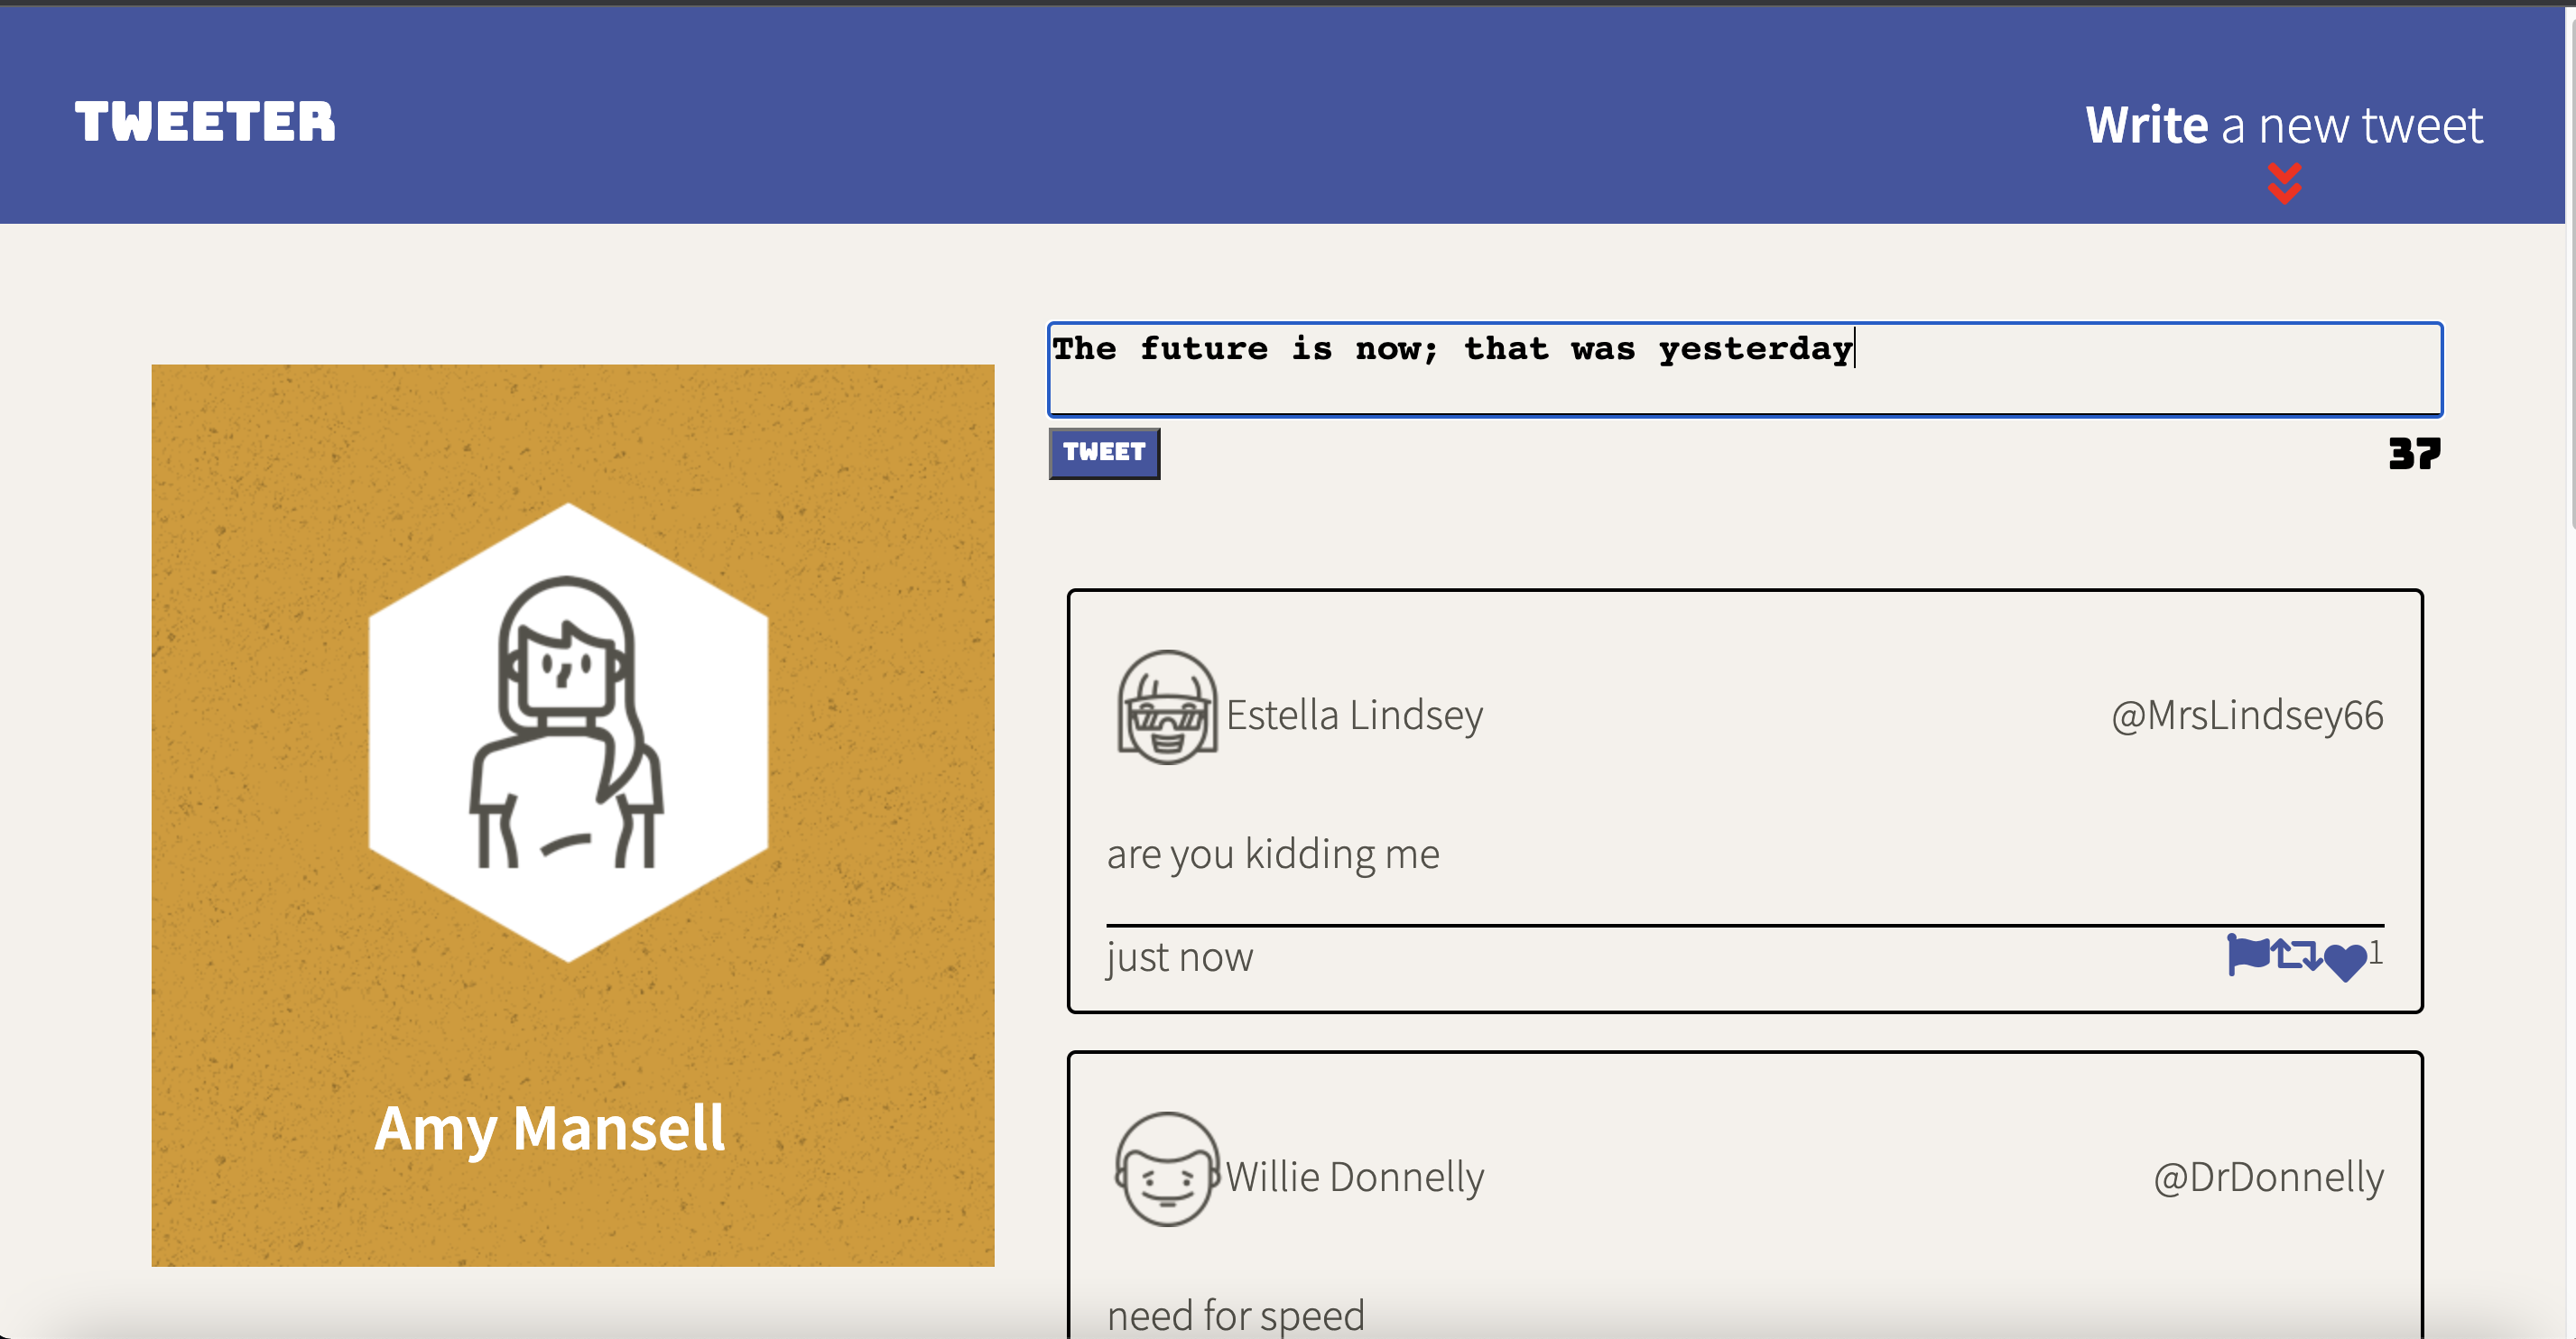 TWEETER
Write a new tweet
The future is now; that was yesterday
TWEET
37
Amy Mansell
Estella Lindsey
@MrsLindsey66
are you kidding me
just now
1
Willie Donnelly
@DrDonnelly
need for speed